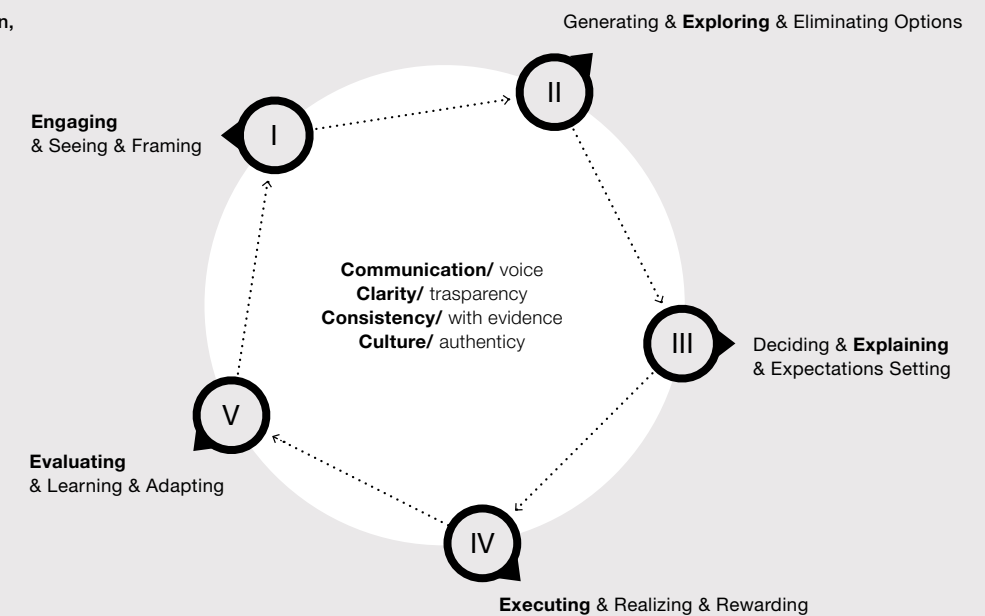 n,
Generating & Exploring & Eliminating Options
II
I
Engaging
& Seeing & Framing
Communication/ voice
Clarity/ trasparency
Consistency/ with evidence
Culture/ authenticy
III
Deciding & Explaining
& Expectations Setting
V
Evaluating
& Learning & Adapting
IV
Executing & Realizing & Rewarding